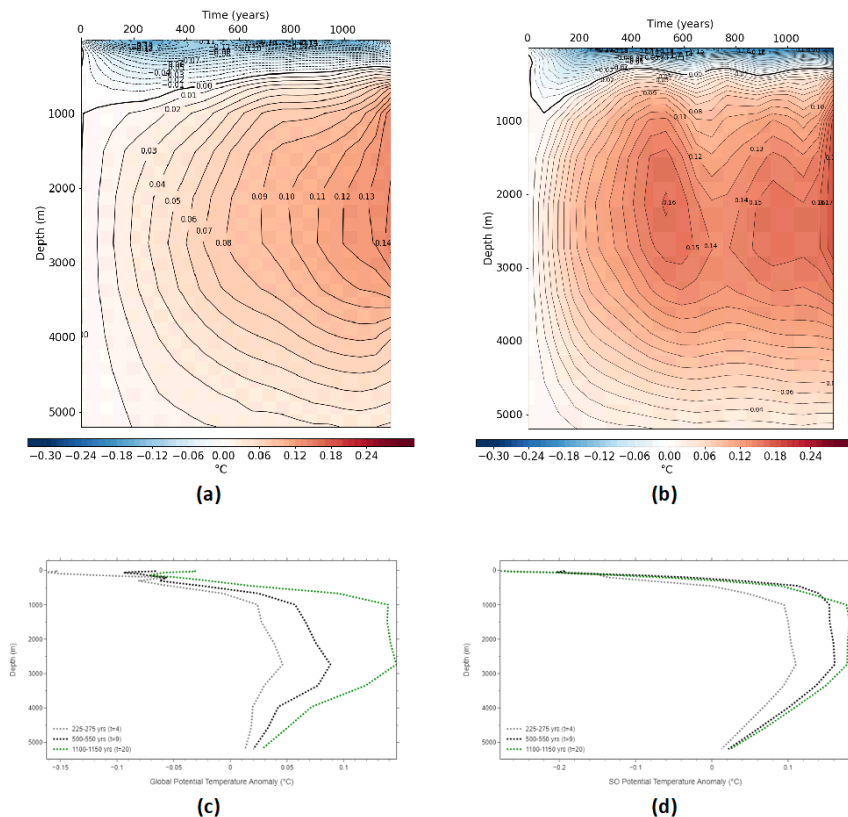 Time (years)
0 200 400 600 800 1000
Depth (m)
1000
2000
3000
4000
5000
0.00
0.01
0.02
0.03
0.04
0.05
0.06
0.07
0.08
0.09
0.10
0.11
0.12
0.13
0.14
−0.30 −0.24 −0.18 −0.12 −0.06 0.00 0.06 0.12 0.18 0.24
°C
(a)
Time (years)
0 200 400 600 800 1000
Depth (m)
1000
2000
3000
4000
5000
0.10
0.11
0.12
0.13
0.16
0.14
0.15
0.15
0.14
0.06
0.04
−0.30 −0.24 −0.18 −0.12 −0.06 0.00 0.06 0.12 0.18 0.24
°C
(b)
Depth (m)
0
1000
2000
3000
4000
5000
225-275 yrs (t=4)
500-550 yrs (t=9)
1100-1150 yrs (t=20)
−0.15 −0.1 −0.05 0 0.05 0.1
Global Potential Temperature Anomaly (°C)
(c)
Depth (m)
0
1000
2000
3000
4000
5000
225-275 yrs (t=4)
500-550 yrs (t=9)
1100-1150 yrs (t=20)
−0.2 −0.1 0 0.1
SO Potential Temperature Anomaly (°C)
(d)